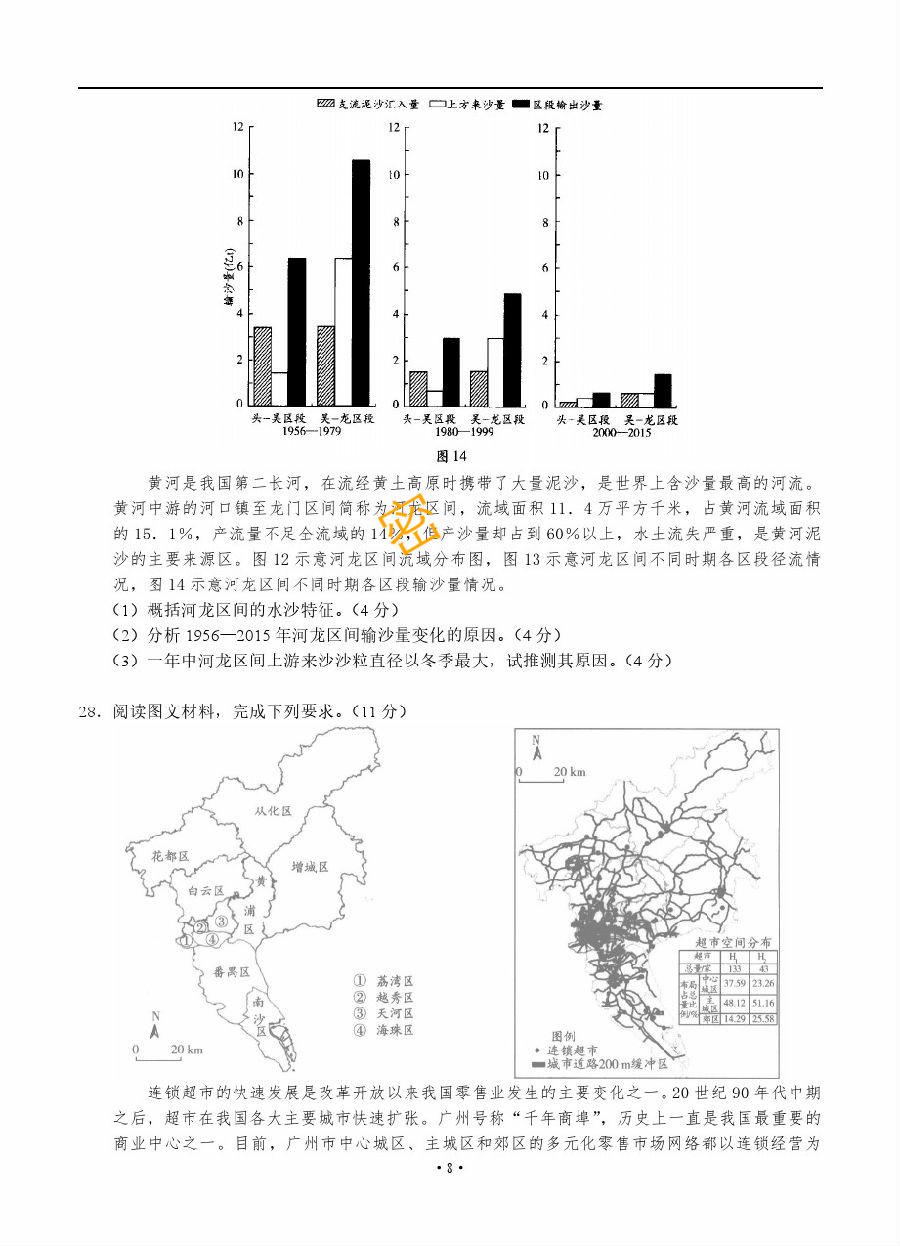 支流泥沙汇入量 上方来沙量 区段输出沙量
12 12 12
10 10 10
8 8 8
6 6 6
4 4 4
2 2 2
0 0 0
输沙量(亿t)
头-吴区段 吴-龙区段 头-吴区段 吴-龙区段 头-吴区段 吴-龙区段
1956—1979 1980—1999 2000—2015
图14
黄河是我国第二长河，在流经黄土高原时携带了大量泥沙，是世界上含沙量最高的河流。
黄河中游的河口镇至龙门区间简称为河龙区间，流域面积 11．4 万平方千米，占黄河流域面积
的 15．1%，产流量不足全流域的 14%，但产沙量却占到 60%以上，水土流失严重，是黄河泥
沙的主要来源区。图 12 示意河龙区间流域分布图，图 13 示意河龙区间不同时期各区段径流情
况，图 14 示意河龙区间不同时期各区段输沙量情况。
密
（1）概括河龙区间的水沙特征。（4 分）
（2）分析 1956—2015 年河龙区间输沙量变化的原因。（4 分）
（3）一年中河龙区间上游来沙沙粒直径以冬季最大，试推测其原因。（4 分）
28．阅读图文材料，完成下列要求。（11 分）
从化区
花都区
增城区
白云区
黄埔区
① ② ③ ④
番禺区
南沙区
① 荔湾区
② 越秀区
③ 天河区
④ 海珠区
N
0 20 km
N
0 20 km
超市空间分布
超市 H₁ H₂
总量/家 133 43
布局占总量比例/% 中心城区 37.59 23.26
主城区 48.12 51.16
郊区 14.29 25.58
图例
连锁超市
城市道路200 m缓冲区
连锁超市的快速发展是改革开放以来我国零售业发生的主要变化之一。20 世纪 90 年代中期
之后，超市在我国各大主要城市快速扩张。广州号称“千年商埠”，历史上一直是我国最重要的
商业中心之一。目前，广州市中心城区、主城区和郊区的多元化零售市场网络都以连锁经营为
·8·